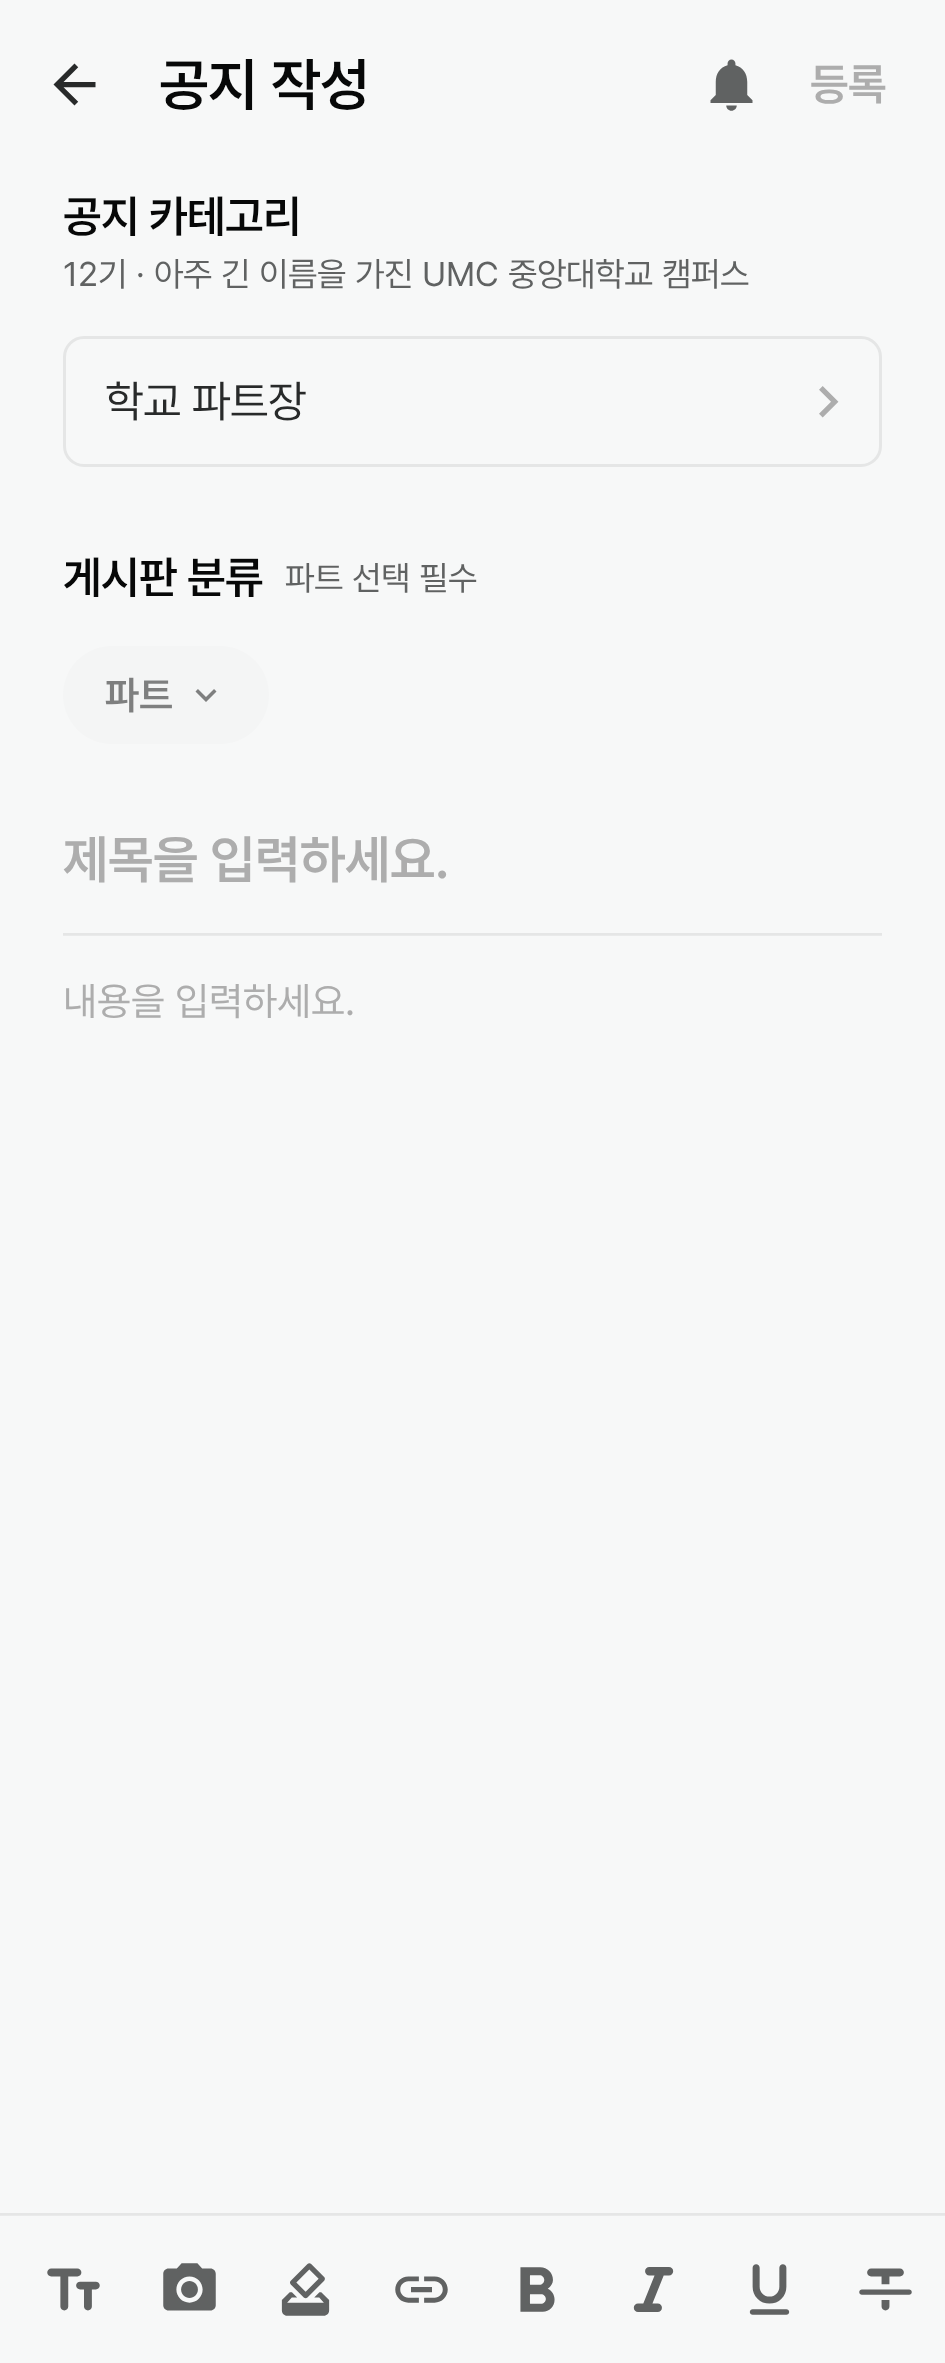 공지 작성
등록
공지 카테고리
12기 · 아주 긴 이름을 가진 UMC 중앙대학교 캠퍼스
학교 파트장
게시판 분류 파트 선택 필수
파트
제목을 입력하세요.
내용을 입력하세요.